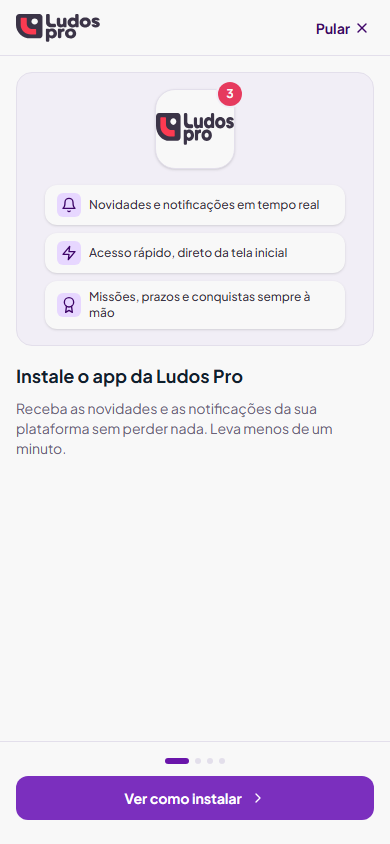 Ludos
pro
Pular
3
Ludos
pro
Novidades e notificações em tempo real
Acesso rápido, direto da tela inicial
Missões, prazos e conquistas sempre à
mão
Instale o app da Ludos Pro
Receba as novidades e as notificações da sua
plataforma sem perder nada. Leva menos de um
minuto.
Ver como instalar